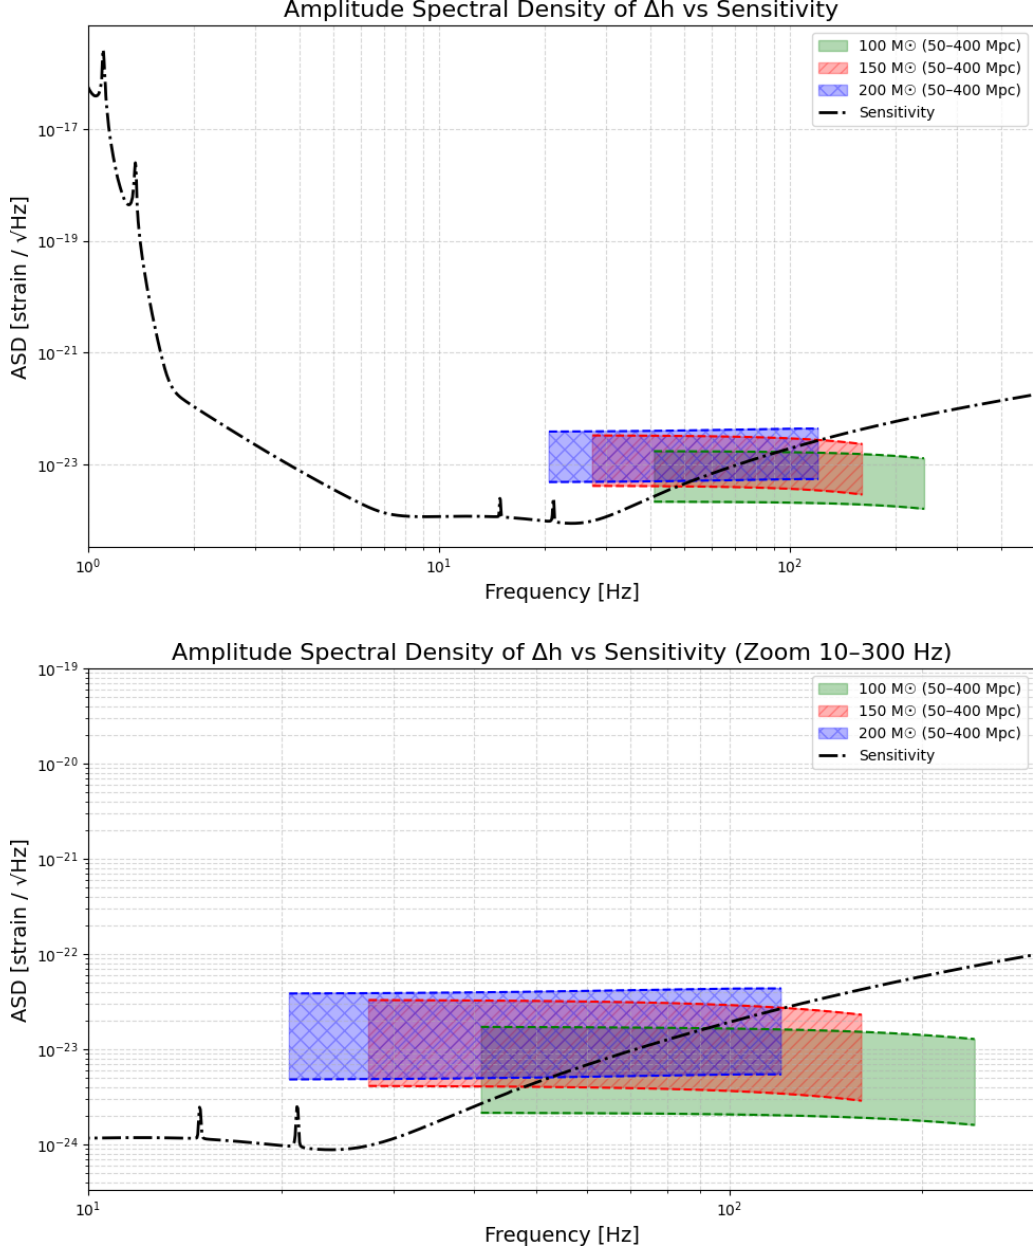 Amplitude Spectral Density of Δh vs Sensitivity
100 M☉ (50–400 Mpc)
150 M☉ (50–400 Mpc)
200 M☉ (50–400 Mpc)
Sensitivity
ASD [strain / √Hz]
10⁻¹⁷
10⁻¹⁹
10⁻²¹
10⁻²³
10⁰
10¹
10²
Frequency [Hz]
Amplitude Spectral Density of Δh vs Sensitivity (Zoom 10–300 Hz)
100 M☉ (50–400 Mpc)
150 M☉ (50–400 Mpc)
200 M☉ (50–400 Mpc)
Sensitivity
ASD [strain / √Hz]
10⁻¹⁹
10⁻²⁰
10⁻²¹
10⁻²²
10⁻²³
10⁻²⁴
10¹
10²
Frequency [Hz]